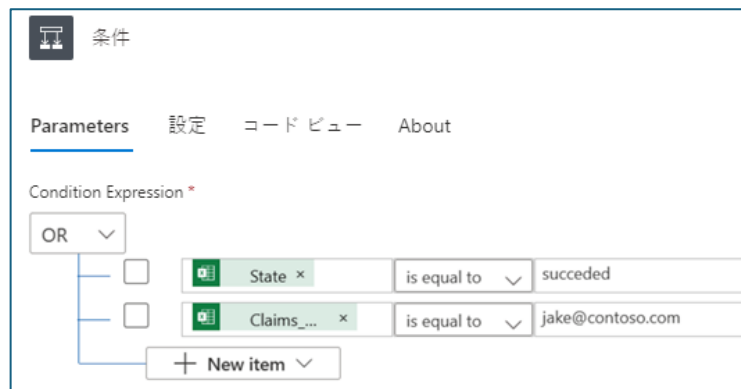 条件
Parameters 設定 コード ビュー About
Condition Expression *
OR
State × is equal to succeded
Claims_... × is equal to jake@contoso.com
+ New item